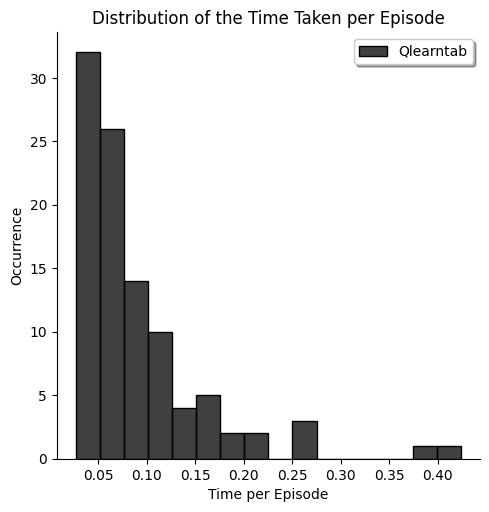 Distribution of the Time Taken per Episode
Qlearntab
Occurrence
30
25
20
15
10
5
0
0.05 0.10 0.15 0.20 0.25 0.30 0.35 0.40
Time per Episode